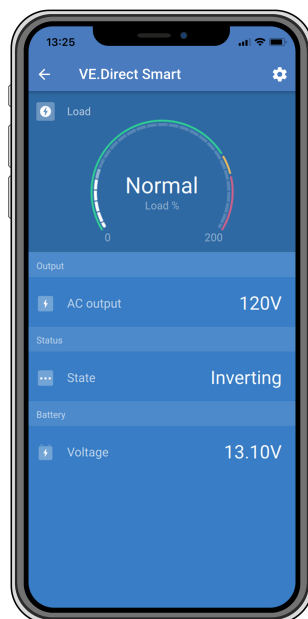 13:25
VE.Direct Smart
Load
Normal
Load %
0 200
Output
AC output 120V
Status
State Inverting
Battery
Voltage 13.10V